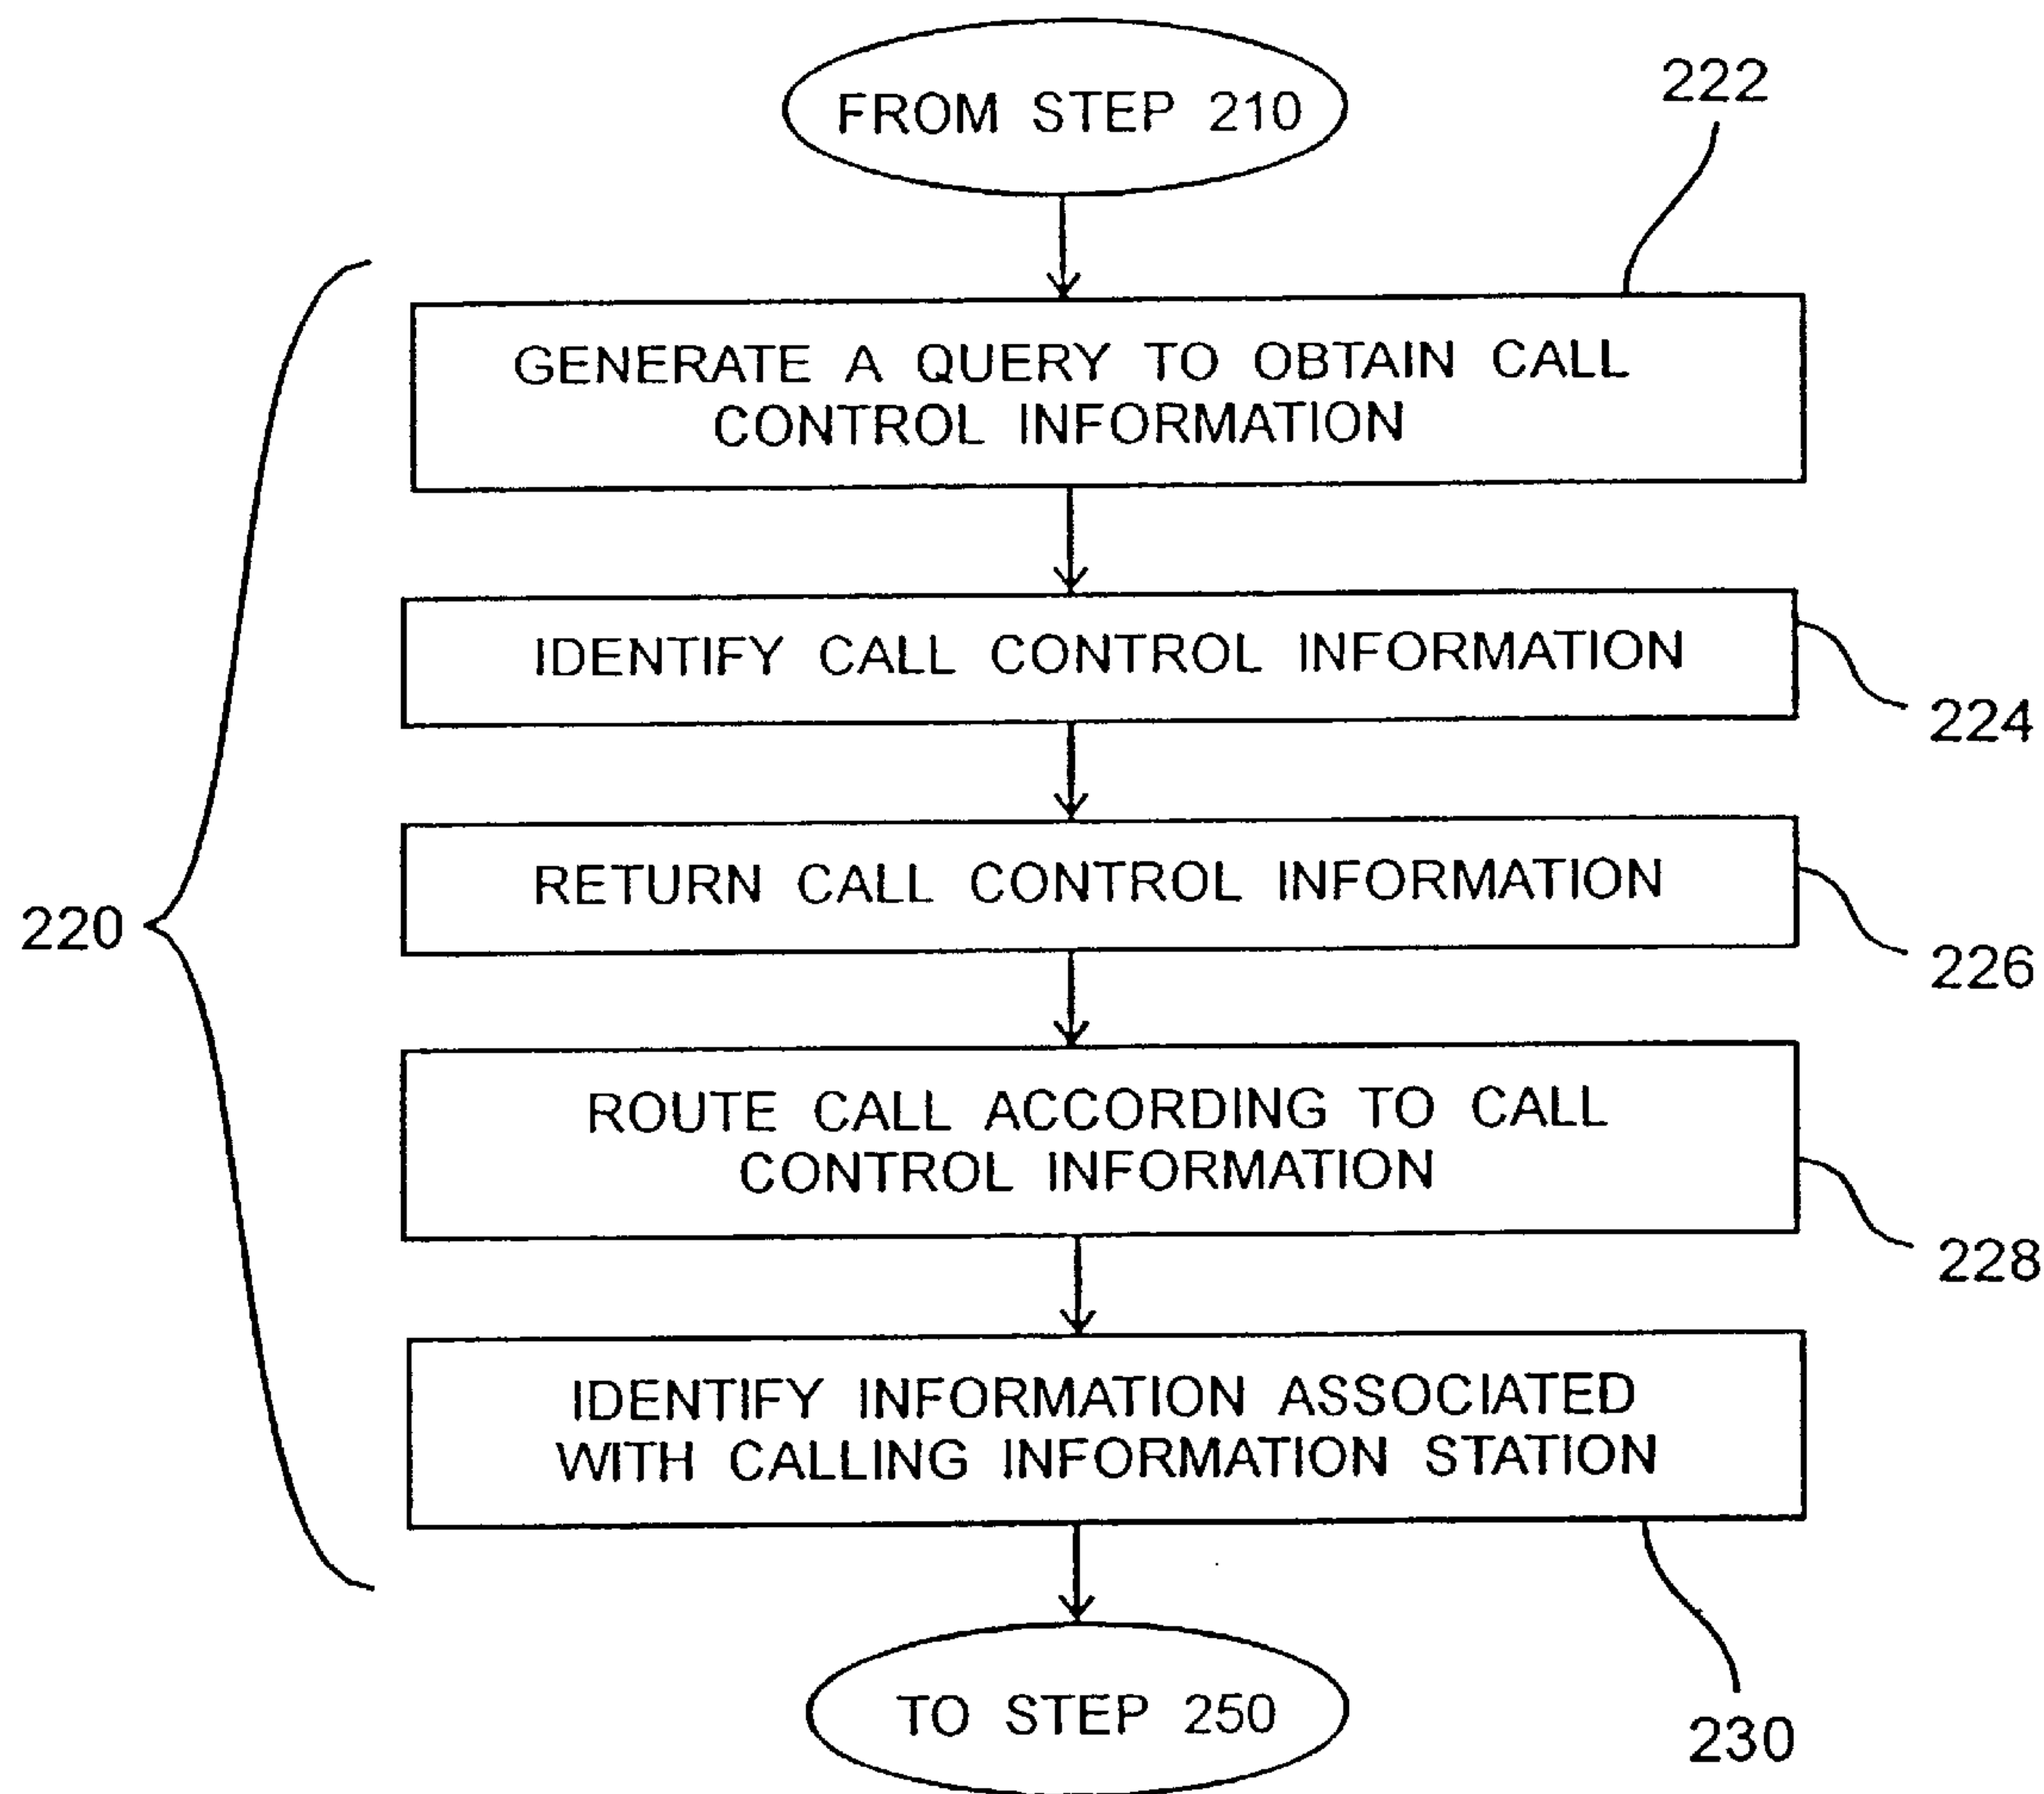 FROM STEP 210
222
GENERATE A QUERY TO OBTAIN CALL
CONTROL INFORMATION
IDENTIFY CALL CONTROL INFORMATION
224
RETURN CALL CONTROL INFORMATION
220
226
ROUTE CALL ACCORDING TO CALL
CONTROL INFORMATION
228
IDENTIFY INFORMATION ASSOCIATED
WITH CALLING INFORMATION STATION
TO STEP 250
230